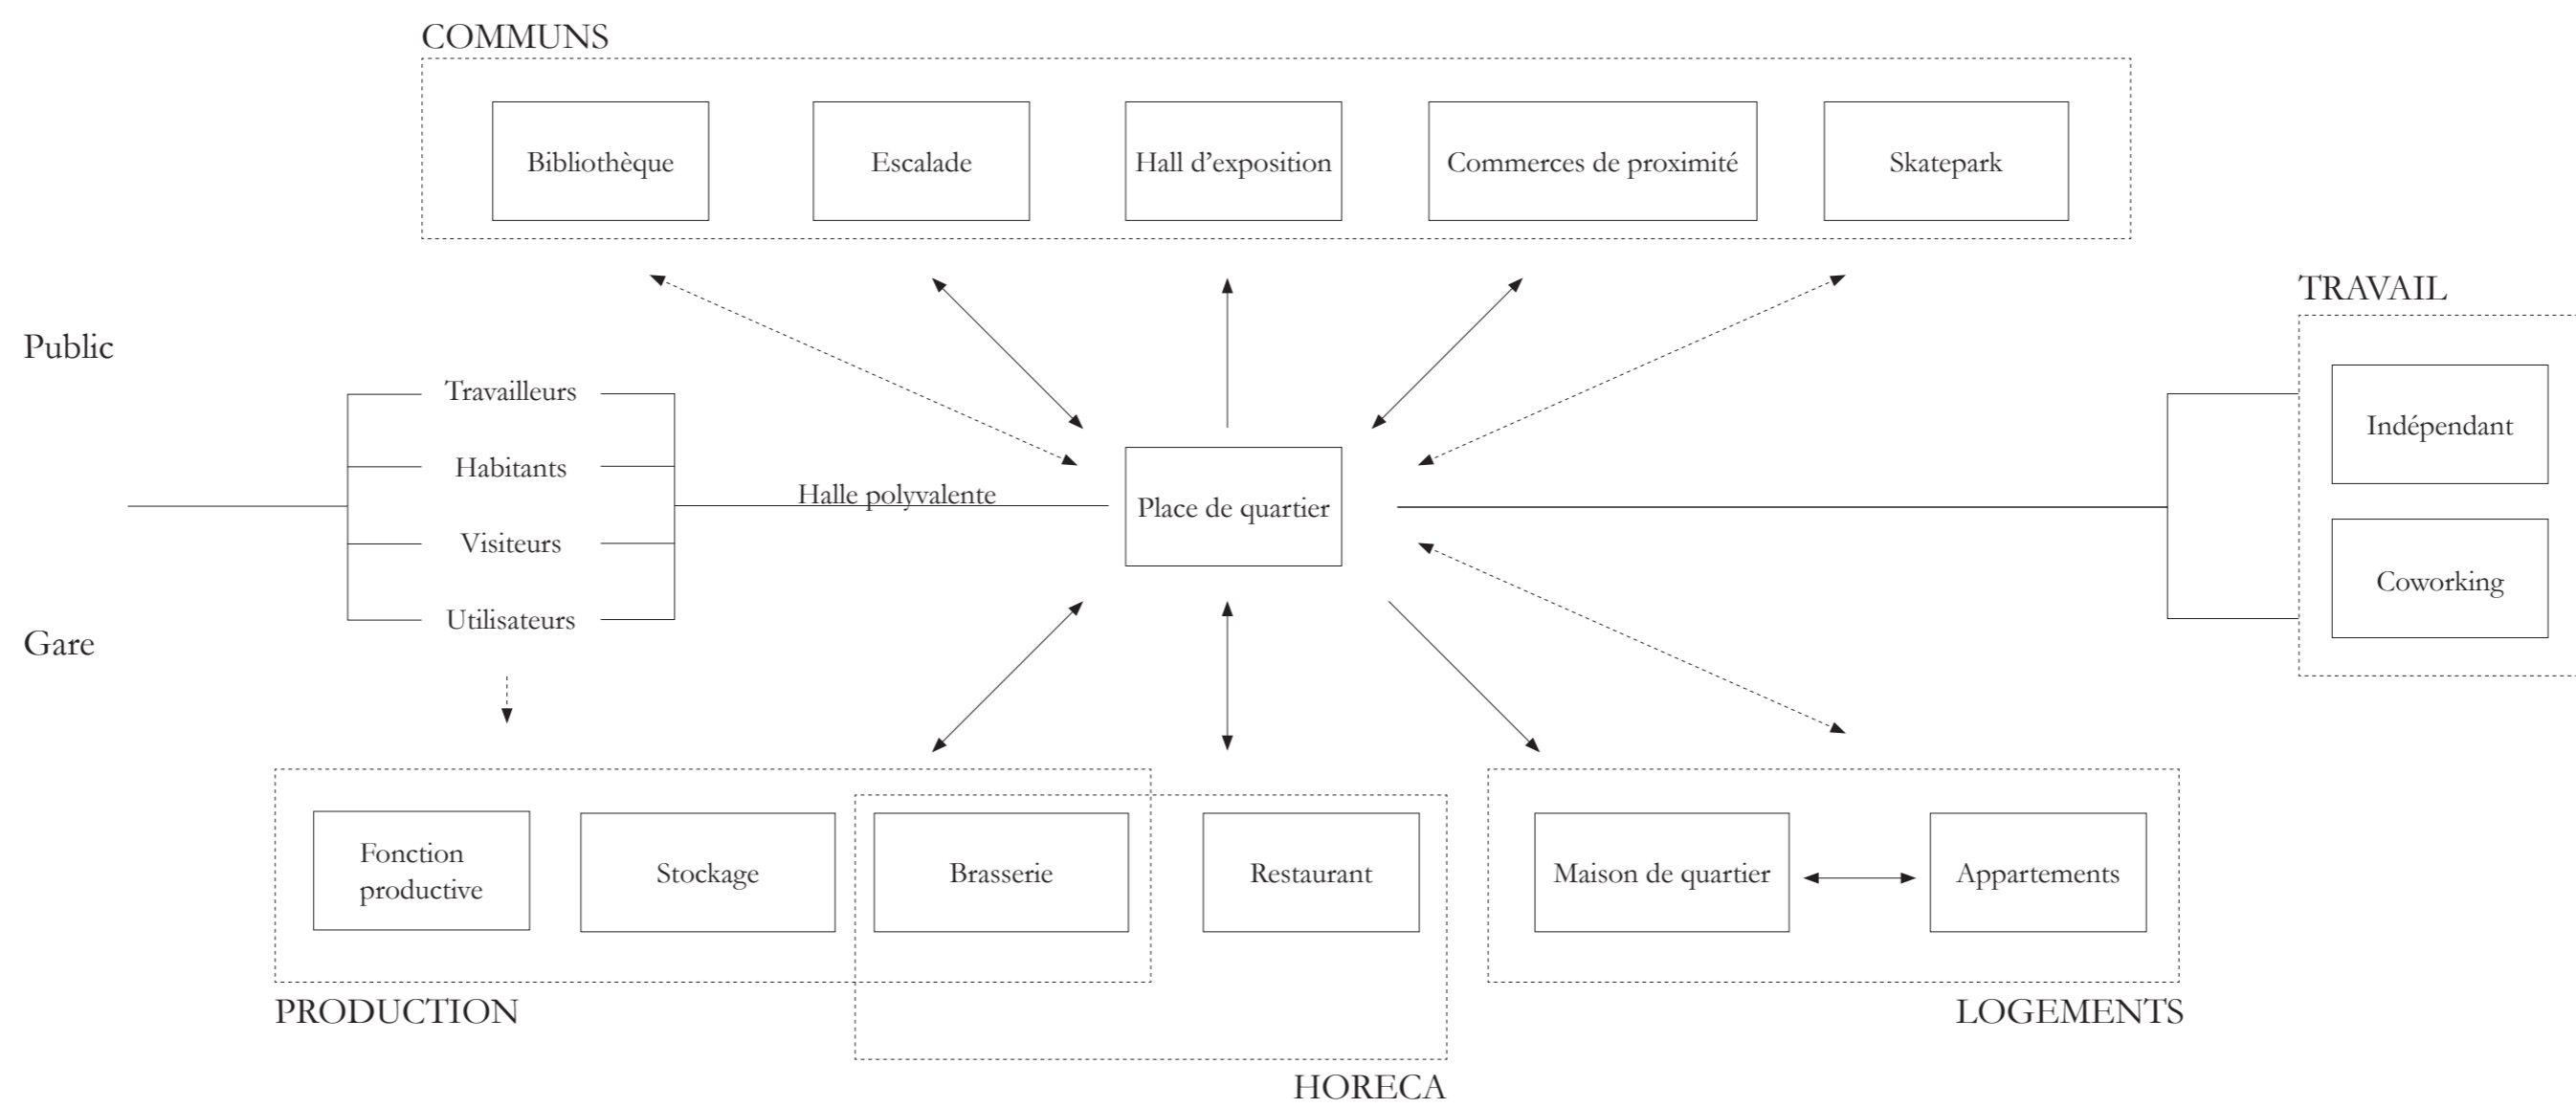 COMMUNS
Bibliothèque
Escalade
Hall d’exposition
Commerces de proximité
Skatepark
TRAVAIL
Public
Travailleurs
Indépendant
Habitants
Halle polyvalente
Place de quartier
Visiteurs
Coworking
Utilisateurs
Gare
Fonction
productive
Stockage
Brasserie
Restaurant
Maison de quartier
Appartements
PRODUCTION
LOGEMENTS
HORECA